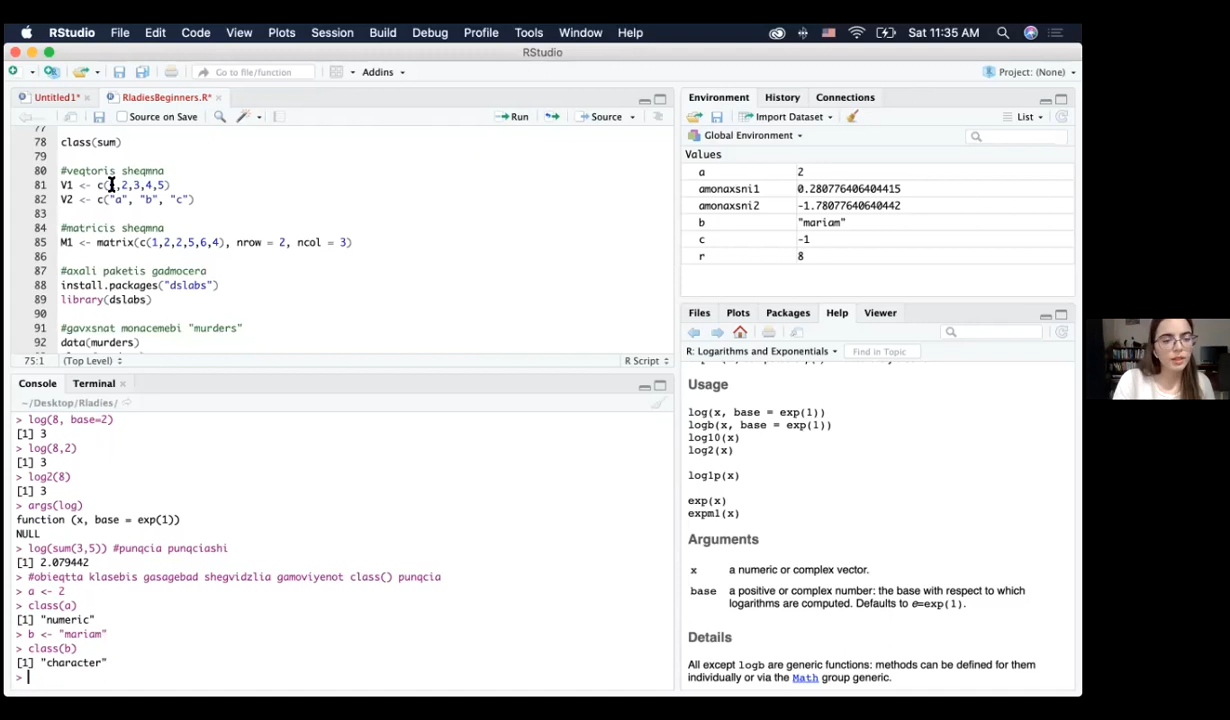 RStudio File Edit Code View Plots Session Build Debug Profile Tools Window Help Sat 11:35 AM
RStudio
Go to file/function Addins Project: (None)
Untitled1* RladiesBeginners.R*
Source on Save Run Source
77
78 class(sum)
79
80 #veqtoris sheqmna
81 V1 <- c( ,2,3,4,5)
82 V2 <- c("a", "b", "c")
83
84 #matricis sheqmna
85 M1 <- matrix(c(1,2,2,5,6,4), nrow = 2, ncol = 3)
86
87 #axali paketis gadmocera
88 install.packages("dslabs")
89 library(dslabs)
90
91 #gavxsnat monacemebi "murders"
92 data(murders)
75:1 (Top Level) R Script
Console Terminal
~/Desktop/Rladies/
> log(8, base=2)
[1] 3
> log(8,2)
[1] 3
> log2(8)
[1] 3
> args(log)
function (x, base = exp(1))
NULL
> log(sum(3,5)) #punqcia punqciashi
[1] 2.079442
> #obieqtta klasebis gasagebad shegvidzlia gamoviyenot class() punqcia
> a <- 2
> class(a)
[1] "numeric"
> b <- "mariam"
> class(b)
[1] "character"
>
Environment History Connections
Import Dataset List
Global Environment
Values
a 2
amonaxsni1 0.280776406404415
amonaxsni2 -1.78077640640442
b "mariam"
c -1
r 8
Files Plots Packages Help Viewer
R: Logarithms and Exponentials Find in Topic
Usage
log(x, base = exp(1))
logb(x, base = exp(1))
log10(x)
log2(x)
log1p(x)
exp(x)
expm1(x)
Arguments
x a numeric or complex vector.
base a positive or complex number: the base with respect to which
logarithms are computed. Defaults to e=exp(1).
Details
All except logb are generic functions: methods can be defined for them
individually or via the Math group generic.